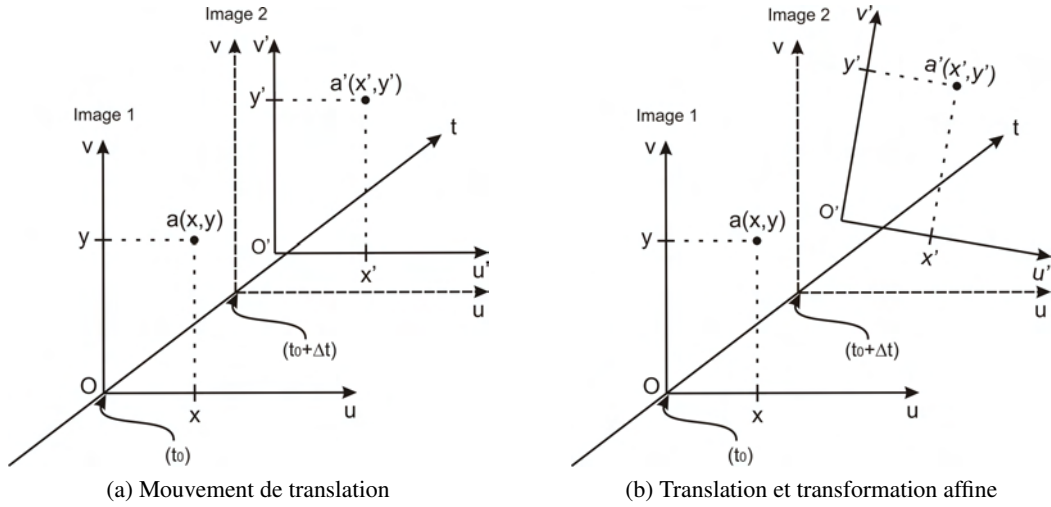 Image 2
v
v'
a'(x',y')
y'
t
Image 1
v
a(x,y)
y
O'
x'
u'
u
(t₀+Δt)
O
x
u
(t₀)
(a) Mouvement de translation
Image 2
v'
v
y'
a'(x',y')
t
Image 1
v
a(x,y)
y
O'
x'
u'
u
(t₀+Δt)
O
x
u
(t₀)
(b) Translation et transformation affine